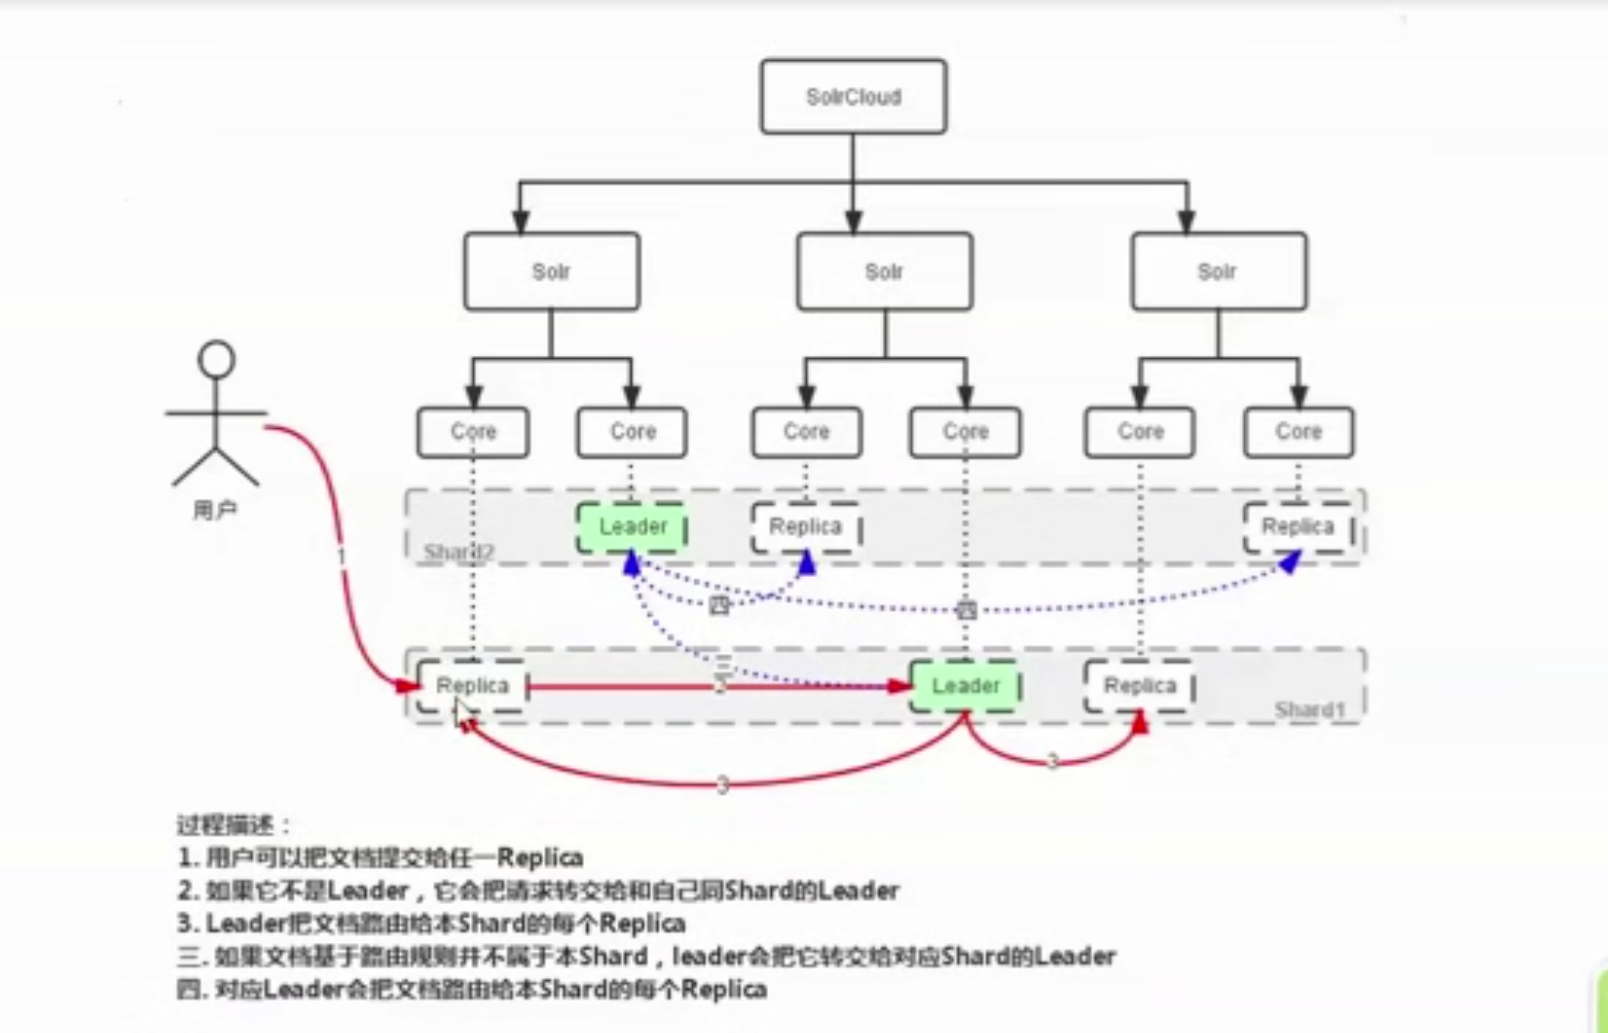 SolrCloud
Solr Solr Solr
Core Core Core Core Core Core
用户
Leader Replica Replica
Shard2
1
四 四
三
Replica 2 Leader Replica
Shard1
3 3
过程描述：
1. 用户可以把文档提交给任一Replica
2. 如果它不是Leader，它会把请求转交给和自己同Shard的Leader
3. Leader把文档路由给本Shard的每个Replica
三. 如果文档基于路由规则并不属于本Shard，leader会把它转交给对应Shard的Leader
四. 对应Leader会把文档路由给本Shard的每个Replica